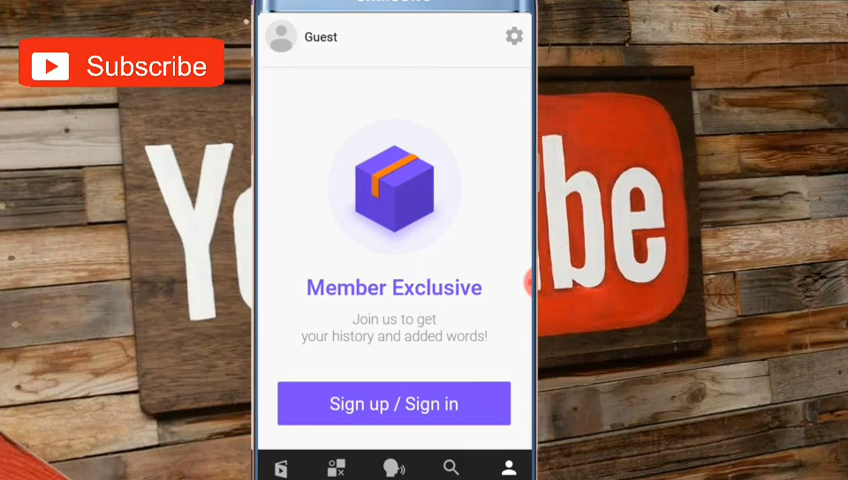 Guest
Subscribe
Member Exclusive
Join us to get
your history and added words!
Sign up / Sign in